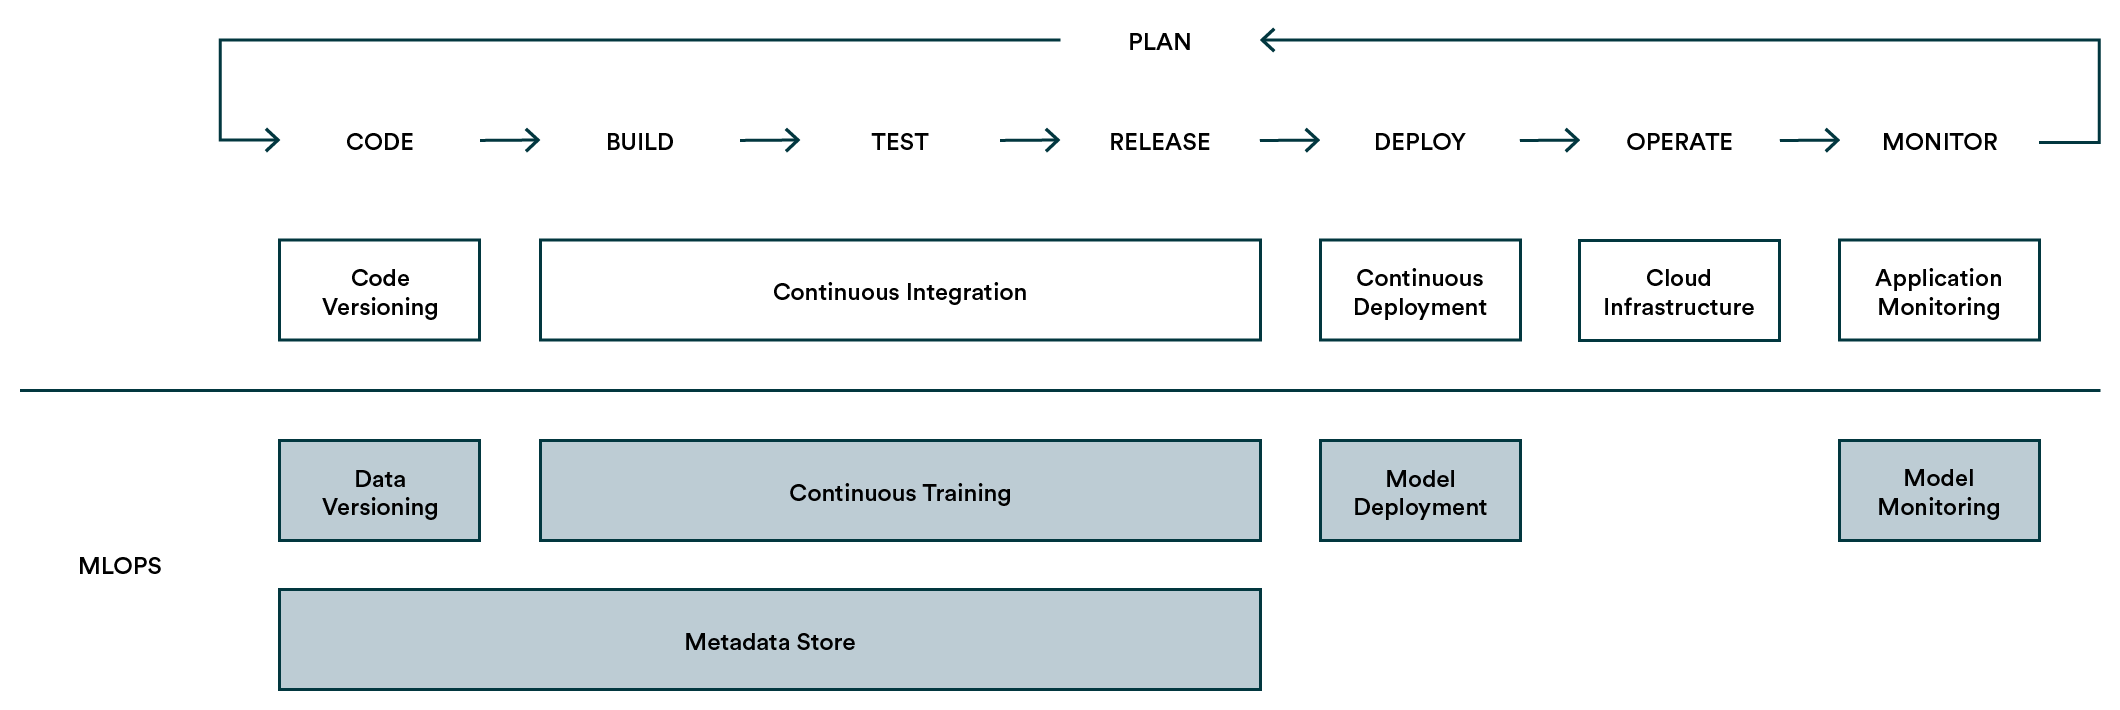 PLAN
CODE
BUILD
TEST
RELEASE
DEPLOY
OPERATE
MONITOR
Code
Versioning
Continuous Integration
Continuous
Deployment
Cloud
Infrastructure
Application
Monitoring
MLOPS
Data
Versioning
Continuous Training
Model
Deployment
Model
Monitoring
Metadata Store